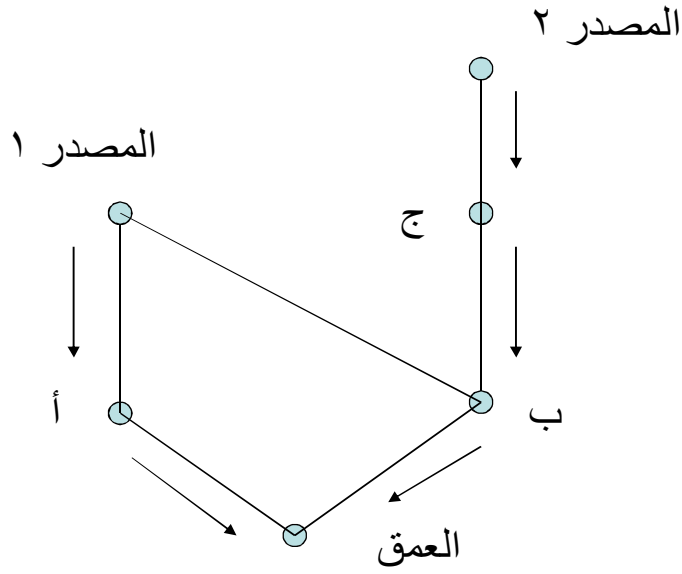 المصدر ٢
المصدر ١
ج
أ
ب
العمق